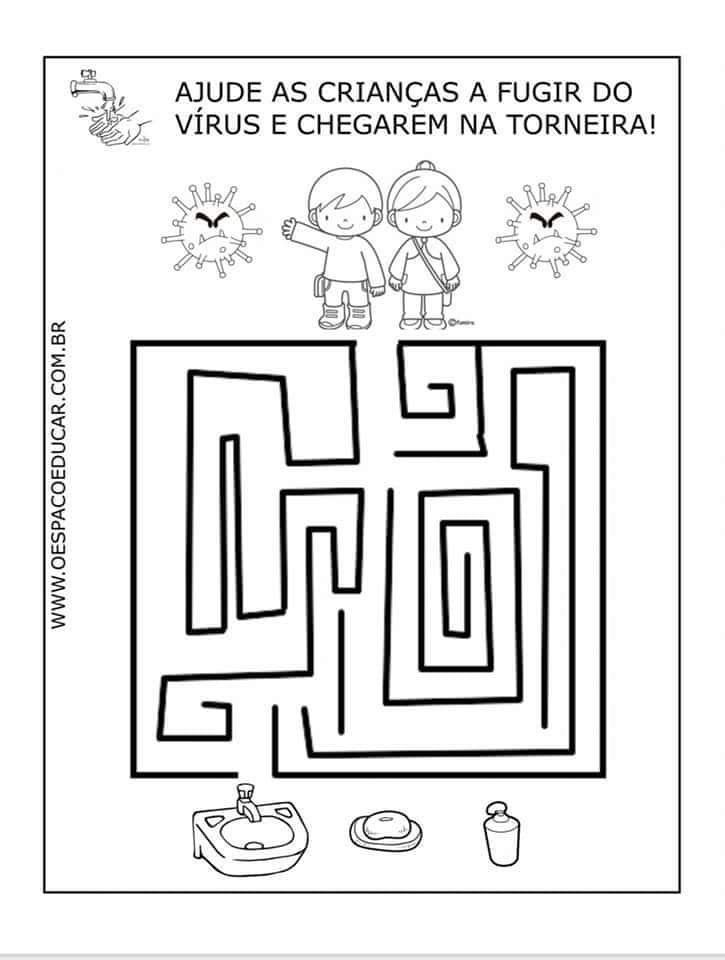 AJUDE AS CRIANÇAS A FUGIR DO
VÍRUS E CHEGAREM NA TORNEIRA!
WWW.OESPACOEDUCAR.COM.BR